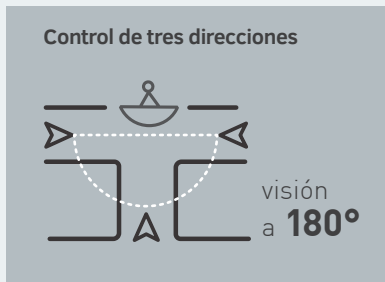 Control de tres direcciones
visión
a 180°